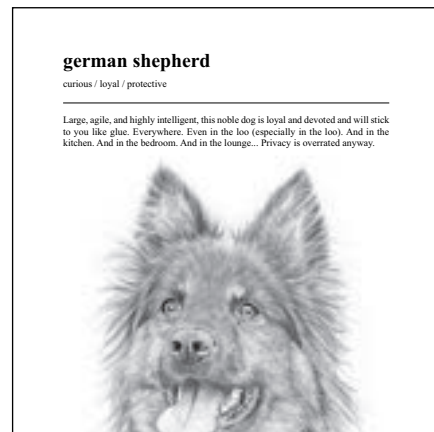 german shepherd
curious / loyal / protective
Large, agile, and highly intelligent, this noble dog is loyal and devoted and will stick
to you like glue. Everywhere. Even in the loo (especially in the loo). And in the
kitchen. And in the bedroom. And in the lounge... Privacy is overrated anyway.